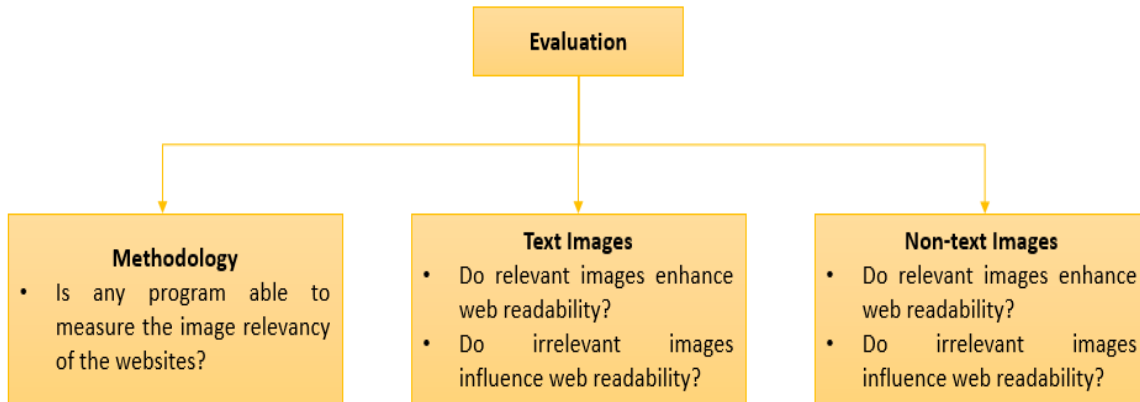 Evaluation
Methodology
• Is any program able to
measure the image relevancy
of the websites?
Text Images
• Do relevant images enhance
web readability?
• Do irrelevant images
influence web readability?
Non-text Images
• Do relevant images enhance
web readability?
• Do irrelevant images
influence web readability?